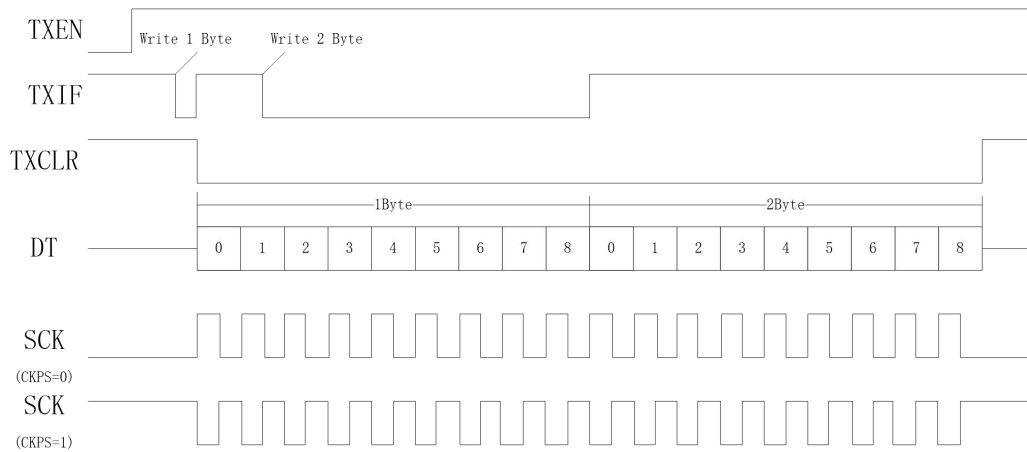 TXEN
Write 1 Byte Write 2 Byte
TXIF
TXCLR
1Byte 2Byte
DT 0 1 2 3 4 5 6 7 8 0 1 2 3 4 5 6 7 8
SCK
(CKPS=0)
SCK
(CKPS=1)